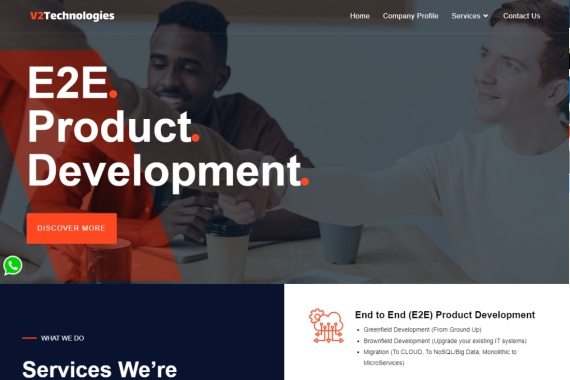 V2Technologies
Home Company Profile Services Contact Us
E2E.
Product.
Development.
DISCOVER MORE
WHAT WE DO
Services We're
End to End (E2E) Product Development
Greenfield Development (From Ground Up)
Brownfield Development (Upgrade your existing IT systems)
Migration (To CLOUD, To NoSQL/Big Data, Monolithic to
MicroServices)